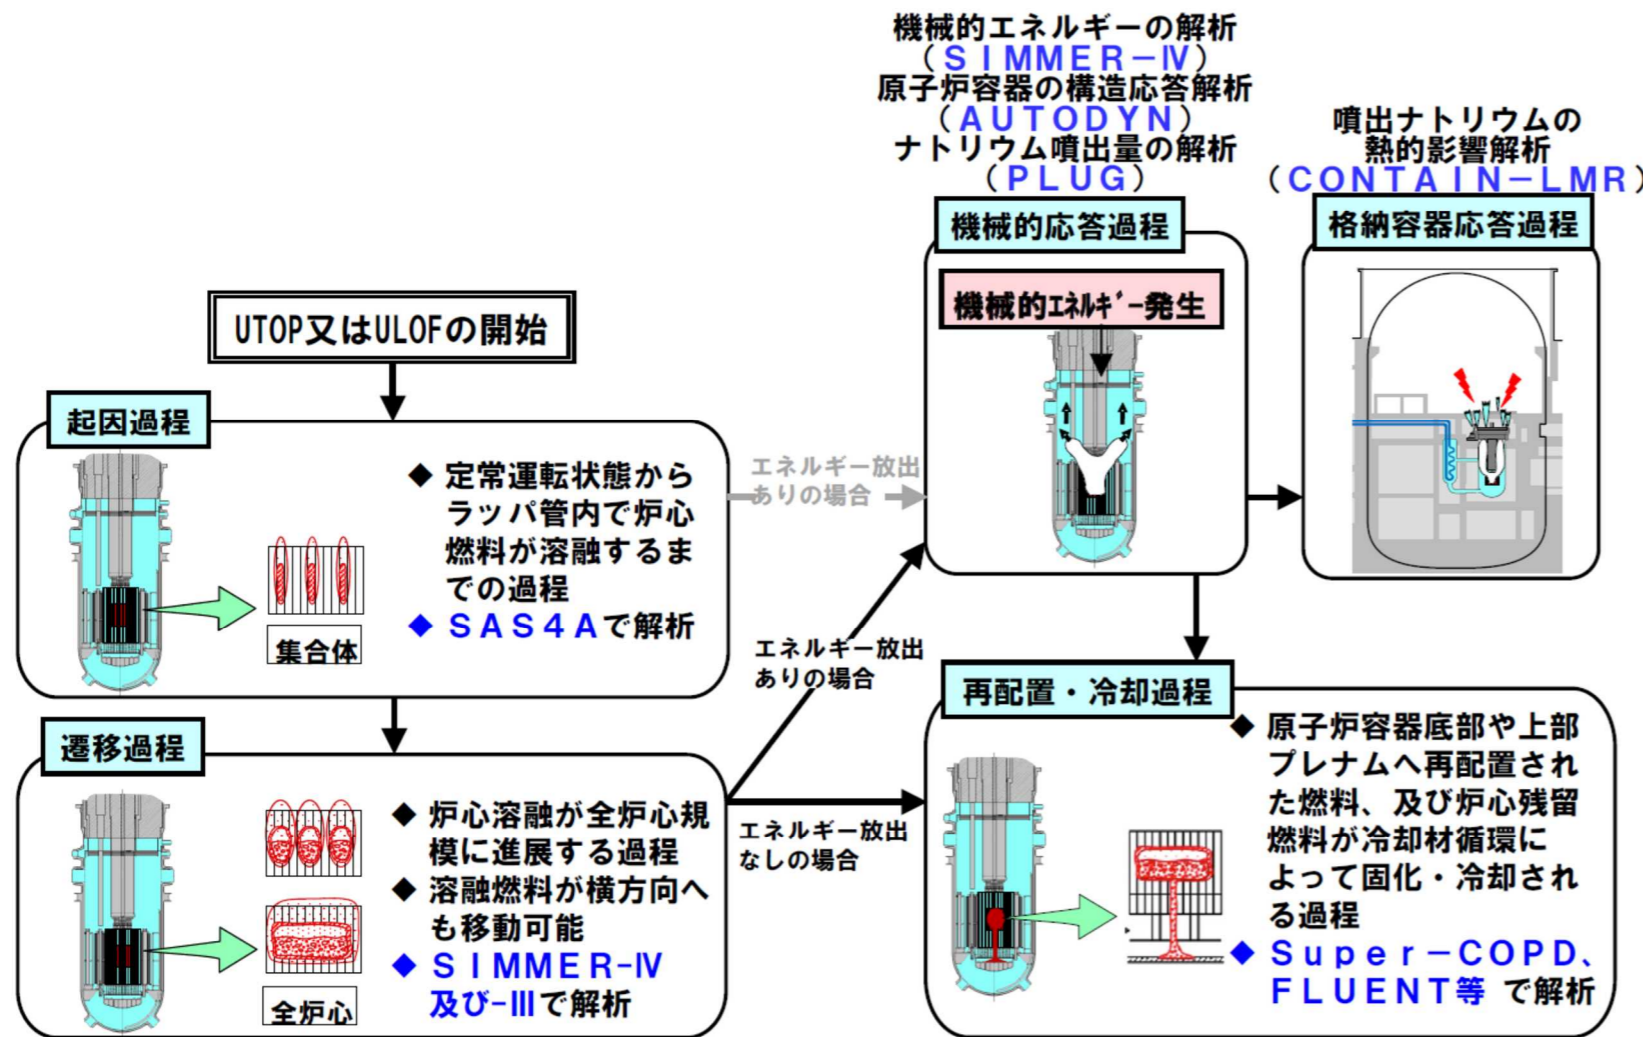 機械的エネルギーの解析
（ＳＩＭＭＥＲ－Ⅳ）
原子炉容器の構造応答解析
（ＡＵＴＯＤＹＮ）
ナトリウム噴出量の解析
（ＰＬＵＧ）
噴出ナトリウムの
熱的影響解析
（ＣＯＮＴＡＩＮ－ＬＭＲ）
機械的応答過程
格納容器応答過程
機械的ｴﾈﾙｷﾞｰ発生
UTOP又はULOFの開始
起因過程
◆ 定常運転状態から
ラッパ管内で炉心
燃料が溶融するま
での過程
◆ ＳＡＳ４Ａで解析
集合体
エネルギー放出
ありの場合
エネルギー放出
ありの場合
遷移過程
◆ 炉心溶融が全炉心規
模に進展する過程
◆ 溶融燃料が横方向へ
も移動可能
◆ ＳＩＭＭＥＲ-Ⅳ
及び-Ⅲで解析
全炉心
エネルギー放出
なしの場合
再配置・冷却過程
◆ 原子炉容器底部や上部
プレナムへ再配置され
た燃料、及び炉心残留
燃料が冷却材循環に
よって固化・冷却され
る過程
◆ Ｓｕｐｅｒ－ＣＯＰＤ、
ＦＬＵＥＮＴ等 で解析